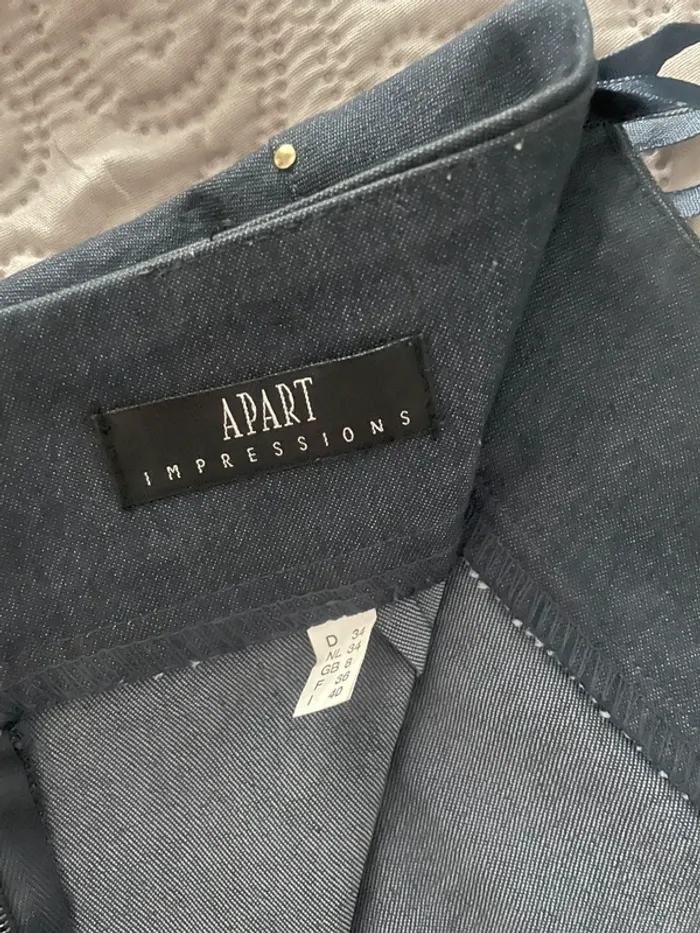 APART
IMPRESSIONS
D 34
NL 34
GB 8
F 36
I 40